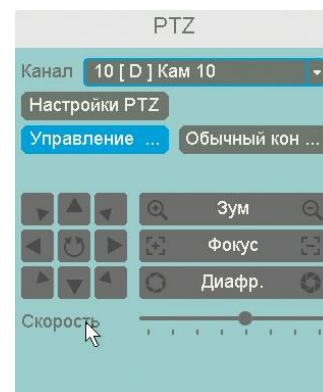 PTZ
Канал 10 [ D ] Кам 10
Настройки PTZ
Управление ... Обычный кон ...
Зум
Фокус
Диафр.
Скорость